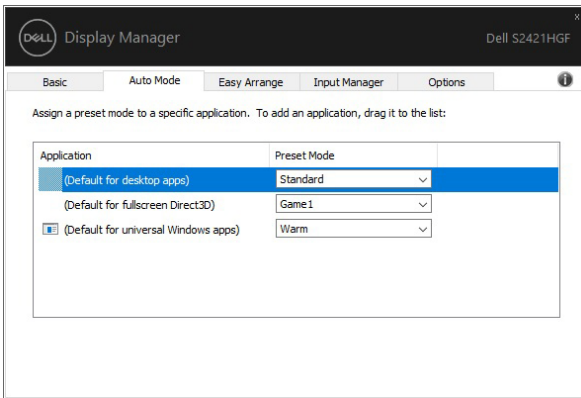 DELL Display Manager Dell S2421HGF
Basic Auto Mode Easy Arrange Input Manager Options
Assign a preset mode to a specific application. To add an application, drag it to the list:
Application Preset Mode
(Default for desktop apps) Standard
(Default for fullscreen Direct3D) Game1
(Default for universal Windows apps) Warm